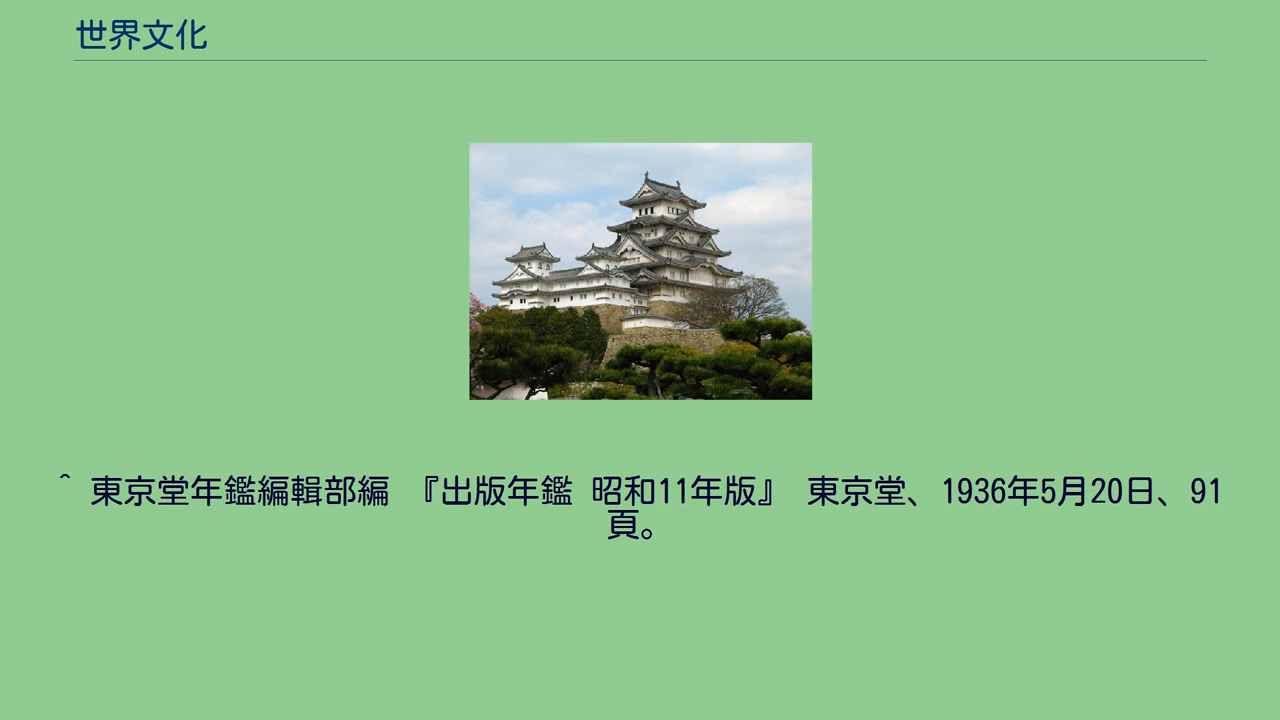 世界文化
^ 東京堂年鑑編輯部編 『出版年鑑 昭和11年版』 東京堂、1936年5月20日、91
頁。